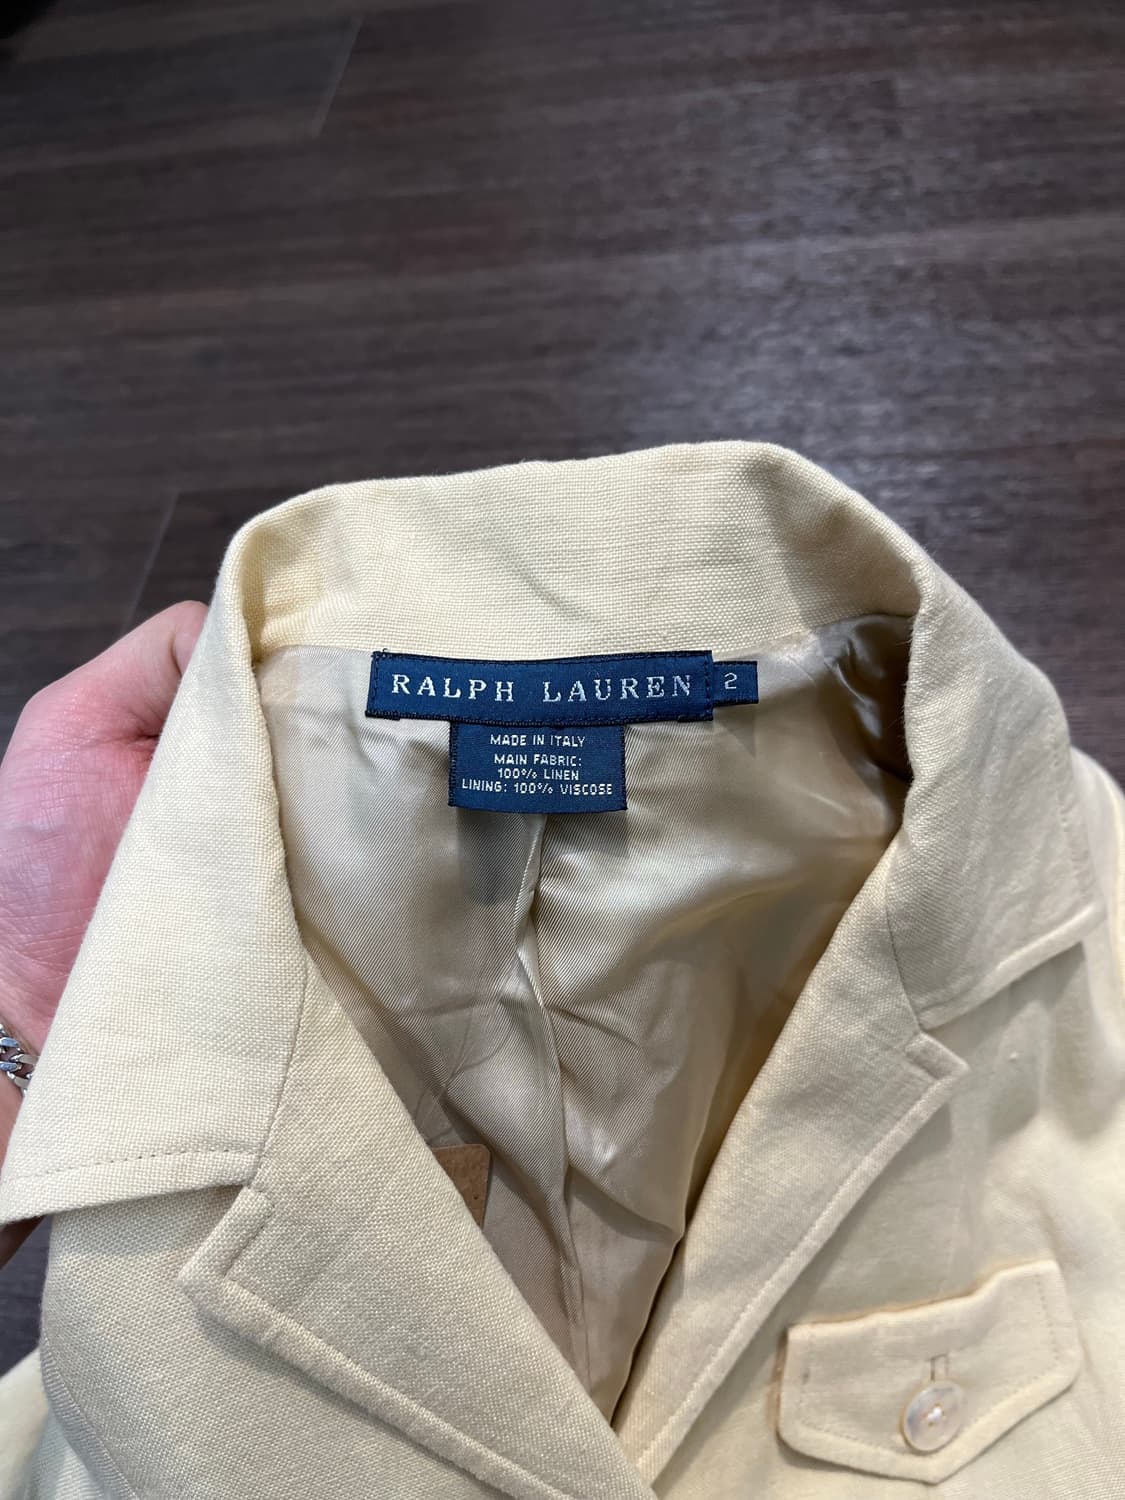 RALPH LAUREN 2
MADE IN ITALY
MAIN FABRIC:
100% LINEN
LINING: 100% VISCOSE